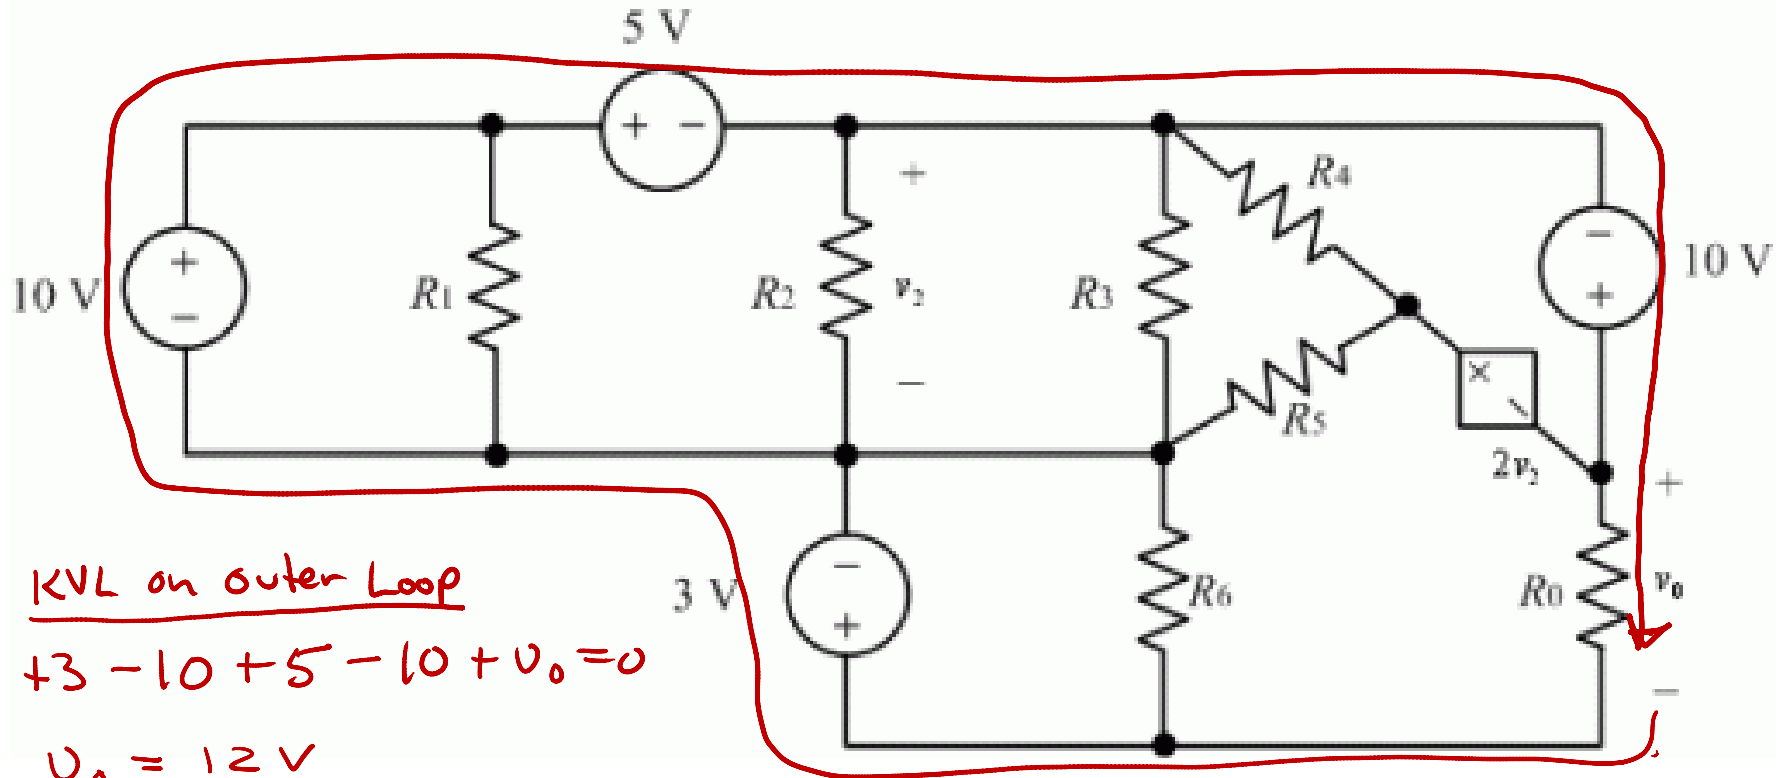 5 V
+ −
+
R4
10 V
+
−
R1
R2
v2
R3
−
+
10 V
−
R5
×
2v2
+
3 V
−
+
R6
R0
v0
−
KVL on outer Loop
+3 − 10 + 5 − 10 + v0 = 0
v0 = 12 V